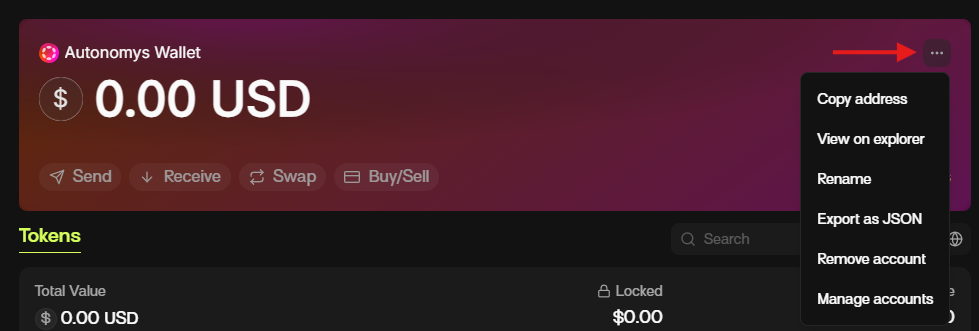 Autonomys Wallet
$ 0.00 USD
Copy address
View on explorer
Rename
Export as JSON
Remove account
Manage accounts
Send
Receive
Swap
Buy/Sell
Tokens
Search
Total Value
Locked
$ 0.00 USD
$0.00